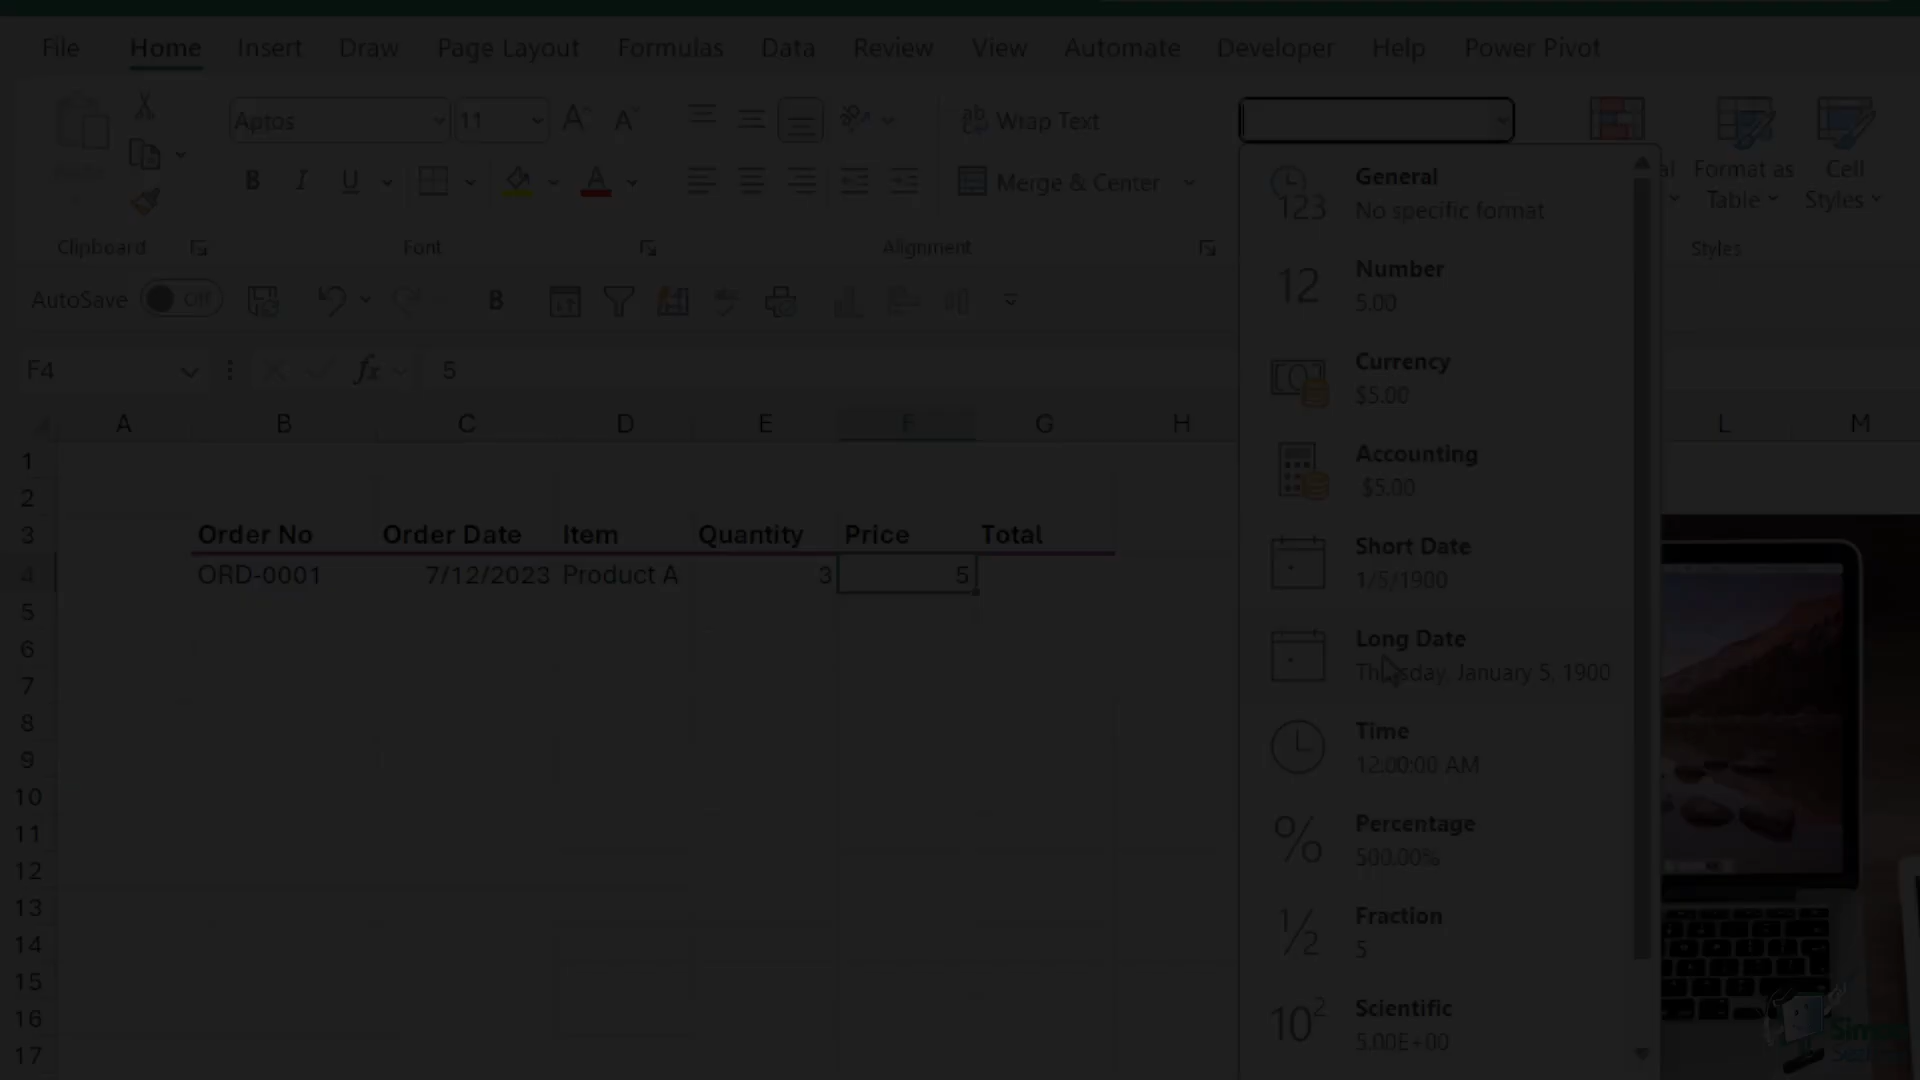 File Home Insert Draw Page Layout Formulas Data Review View Automate Developer Help Power Pivot
Aptos 11 Wrap Text
B I U Merge & Center
Format as Table
Cell Styles
Clipboard Font Alignment Styles
AutoSave Off B
F4 fx 5
A B C D E F G H L M
1
2
3 Order No Order Date Item Quantity Price Total
4 ORD-0001 7/12/2023 Product A 3 5
5
6
7
8
9
10
11
12
13
14
15
16
17
General
123 No specific format
12 Number
5.00
Currency
$5.00
Accounting
$5.00
Short Date
1/5/1900
Long Date
Thursday, January 5, 1900
Time
12:00:00 AM
% Percentage
500.00%
1/2 Fraction
5
10² Scientific
5.00E+00